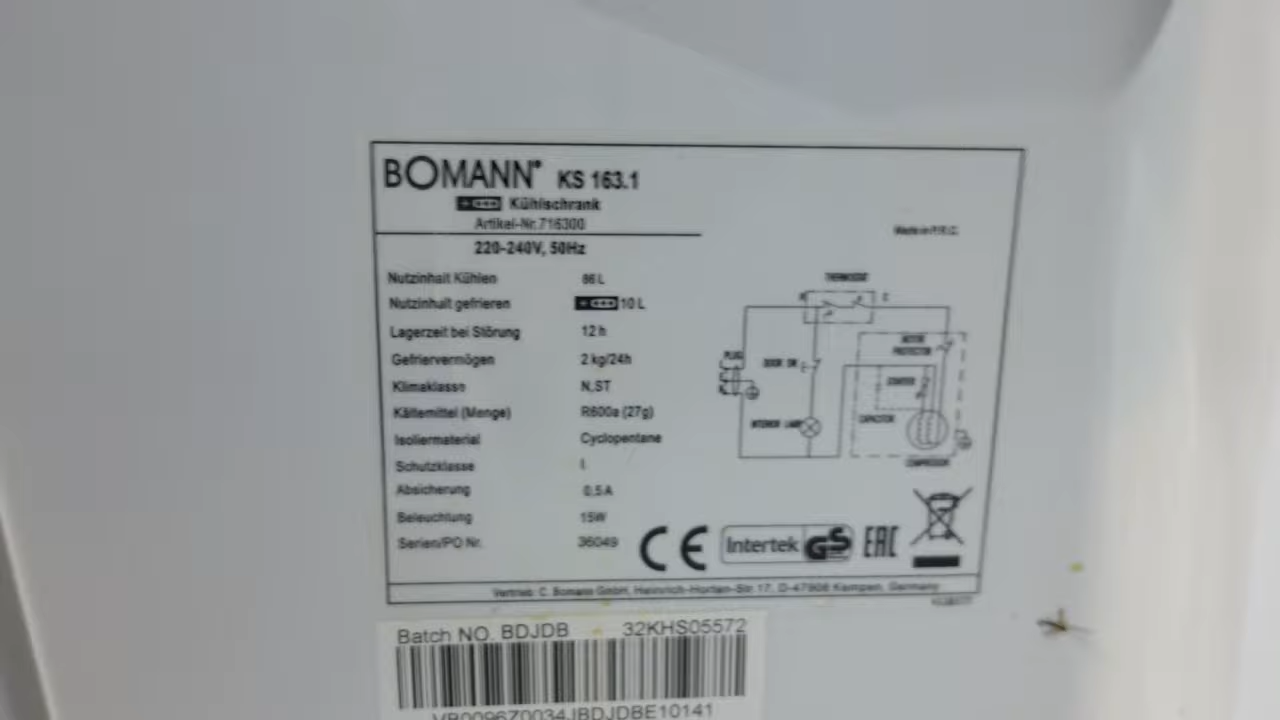 BOMANN® KS 163.1
Kühlschrank
Artikel-Nr.716300
220-240V, 50Hz
Made in P.R.C.
Nutzinhalt Kühlen 86 L
Nutzinhalt gefrieren 10 L
Lagerzeit bei Störung 12 h
Gefriervermögen 2 kg/24h
Klimaklasse N,ST
Kältemittel (Menge) R600a (27g)
Isoliermaterial Cyclopentane
Schutzklasse I
Absicherung 0,5A
Beleuchtung 15W
Serien/PO Nr. 36049
THERMOSTAT
C
MOTOR
PROTECTOR
PLUG
DOOR SW
STARTER
CAPACITOR
INTERIOR LAMP
COMPRESSOR
CE Intertek GS EAC
Vertrieb: C. Bomann GmbH, Heinrich-Horten-Str. 17, D-47906 Kempen, Germany
Batch NO. BDJDB 32KHS05572
VB0096Z0034JBDJDBE10141